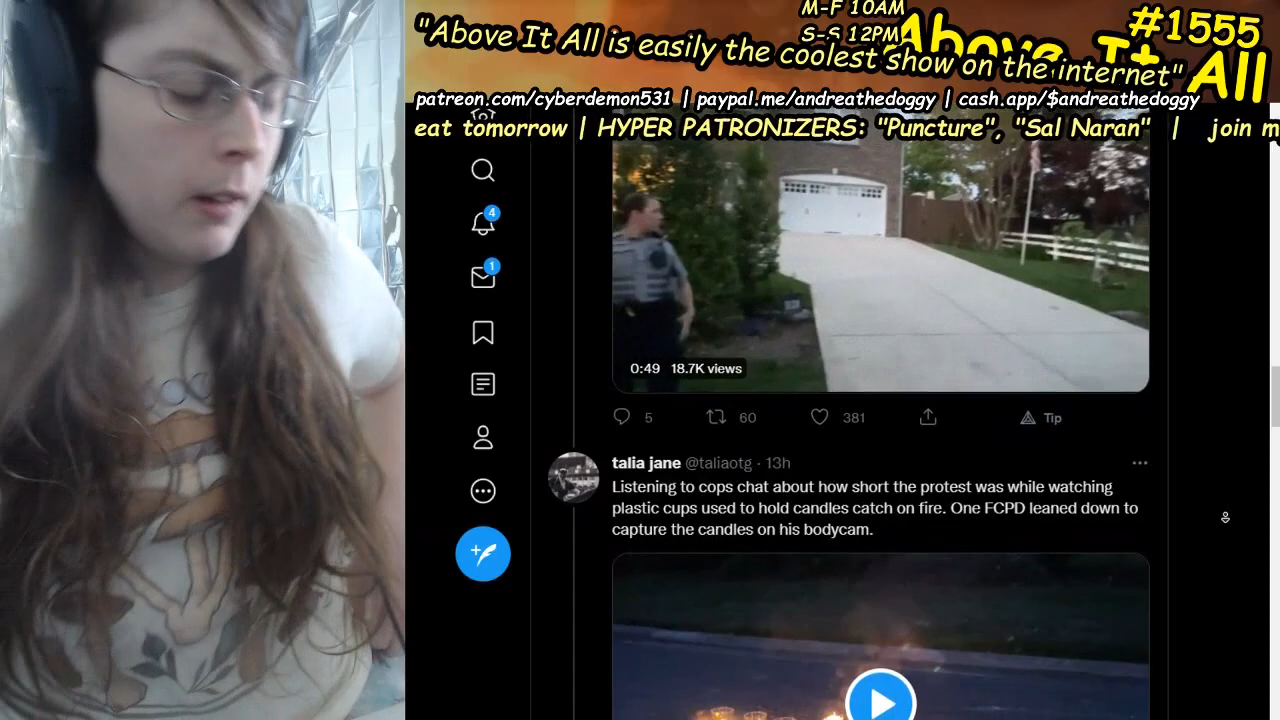 M-F 10AM
S-S 12PM
Above It All
#1555
"Above It All is easily the coolest show on the internet"
patreon.com/cyberdemon531 | paypal.me/andreathedoggy | cash.app/$andreathedoggy
eat tomorrow | HYPER PATRONIZERS: "Puncture", "Sal Naran" | join m
4
1
0:49 18.7K views
5 60 381 Tip
talia jane @taliaotg · 13h
Listening to cops chat about how short the protest was while watching
plastic cups used to hold candles catch on fire. One FCPD leaned down to
capture the candles on his bodycam.